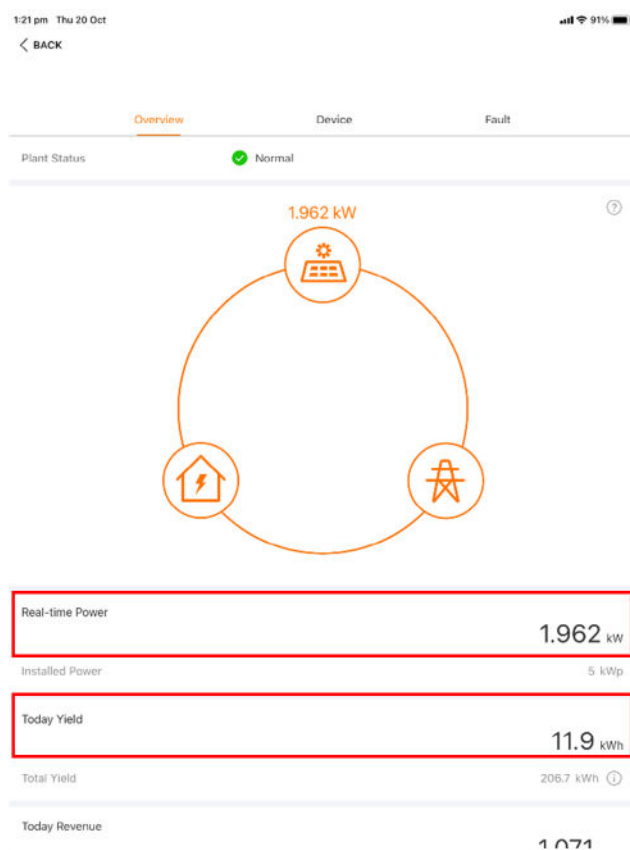 1:21 pm Thu 20 Oct 91%
BACK
Overview Device Fault
Plant Status Normal
1.962 kW
?
Real-time Power
1.962 kW
Installed Power 5 kWp
Today Yield
11.9 kWh
Total Yield 206.7 kWh i
Today Revenue
1.071